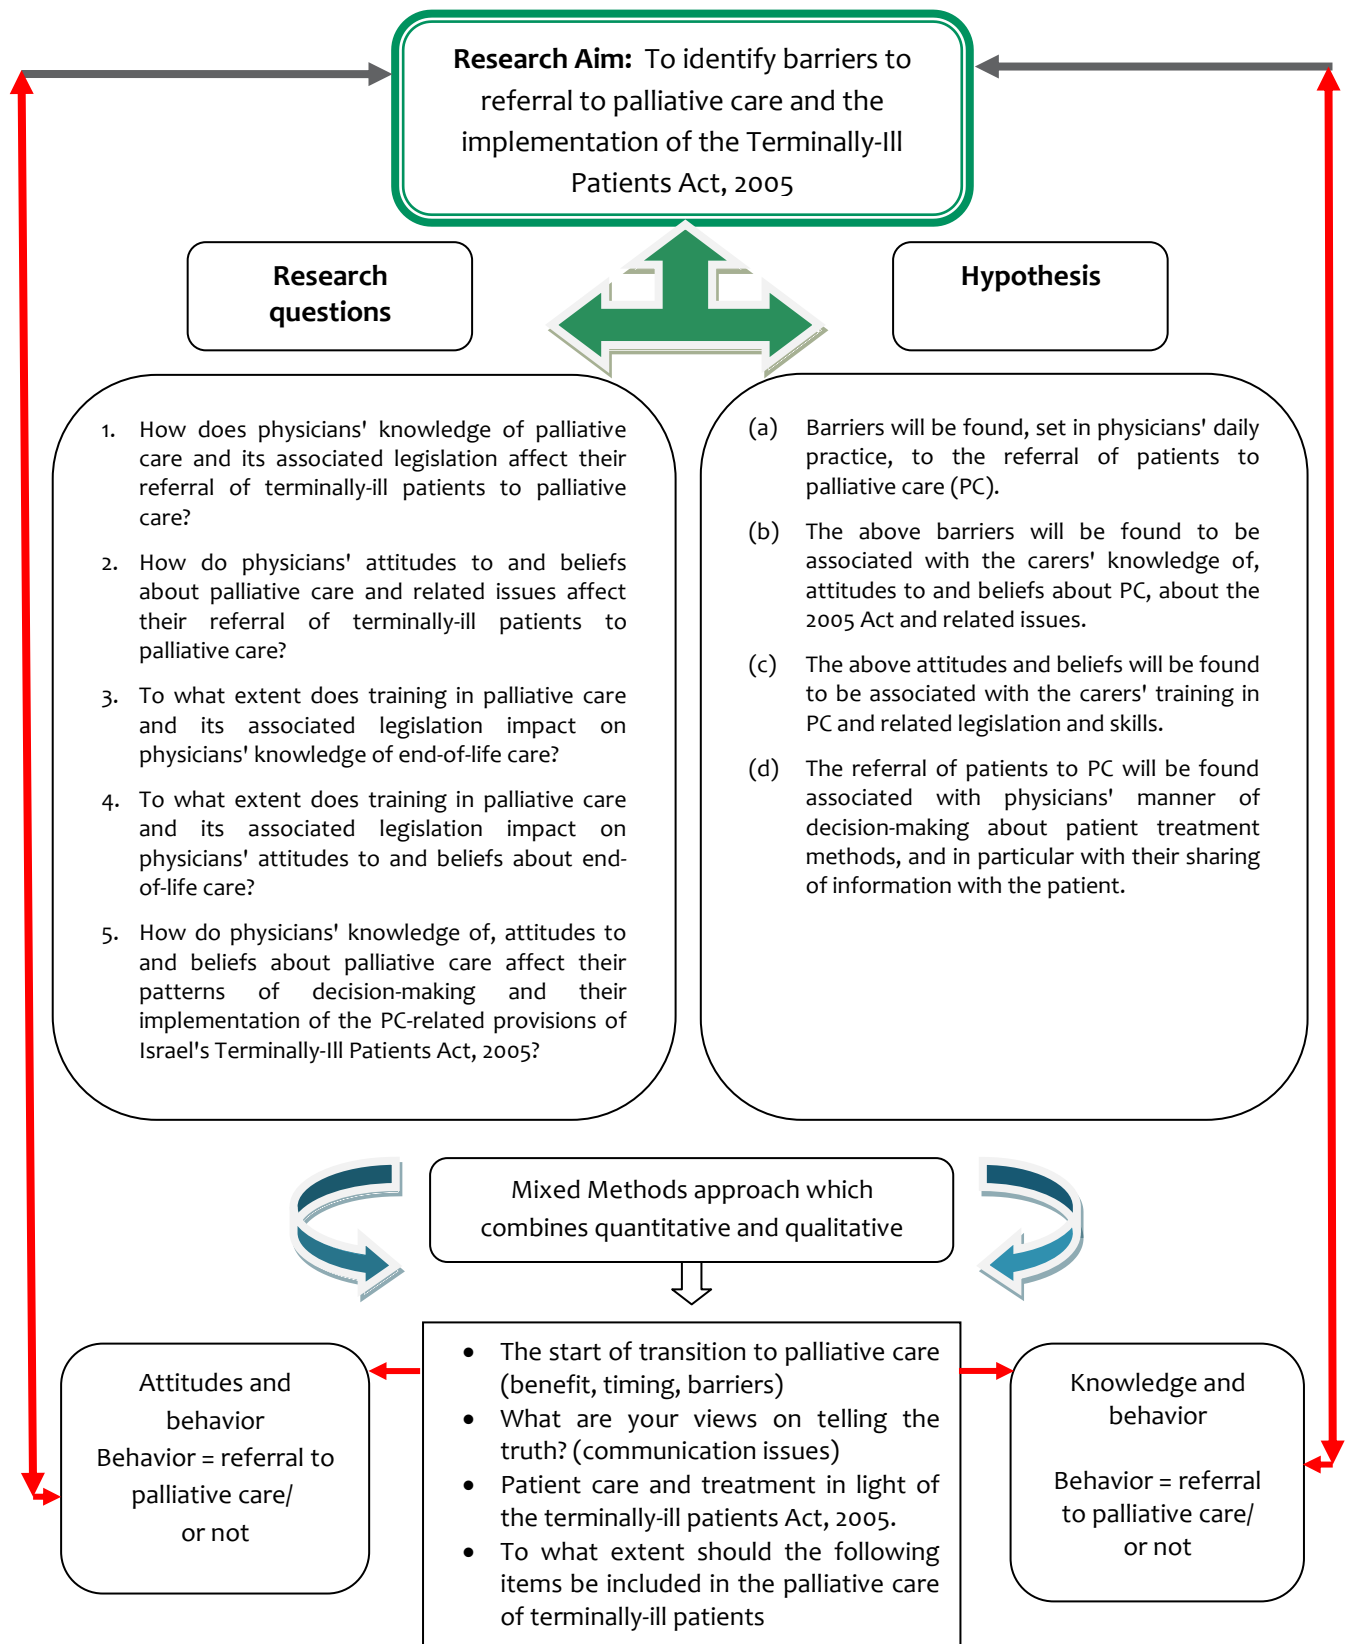 Research Aim: To identify barriers to
referral to palliative care and the
implementation of the Terminally-Ill
Patients Act, 2005
Research
questions
Hypothesis
1. How does physicians' knowledge of palliative
care and its associated legislation affect their
referral of terminally-ill patients to palliative
care?
2. How do physicians' attitudes to and beliefs
about palliative care and related issues affect
their referral of terminally-ill patients to
palliative care?
3. To what extent does training in palliative care
and its associated legislation impact on
physicians' knowledge of end-of-life care?
4. To what extent does training in palliative care
and its associated legislation impact on
physicians' attitudes to and beliefs about end-
of-life care?
5. How do physicians' knowledge of, attitudes to
and beliefs about palliative care affect their
patterns of decision-making and their
implementation of the PC-related provisions of
Israel's Terminally-Ill Patients Act, 2005?
(a) Barriers will be found, set in physicians' daily
practice, to the referral of patients to
palliative care (PC).
(b) The above barriers will be found to be
associated with the carers' knowledge of,
attitudes to and beliefs about PC, about the
2005 Act and related issues.
(c) The above attitudes and beliefs will be found
to be associated with the carers' training in
PC and related legislation and skills.
(d) The referral of patients to PC will be found
associated with physicians' manner of
decision-making about patient treatment
methods, and in particular with their sharing
of information with the patient.
Mixed Methods approach which
combines quantitative and qualitative
Attitudes and
behavior
Behavior = referral to
palliative care/
or not
• The start of transition to palliative care
(benefit, timing, barriers)
• What are your views on telling the
truth? (communication issues)
• Patient care and treatment in light of
the terminally-ill patients Act, 2005.
• To what extent should the following
items be included in the palliative care
of terminally-ill patients
Knowledge and
behavior
Behavior = referral
to palliative care/
or not